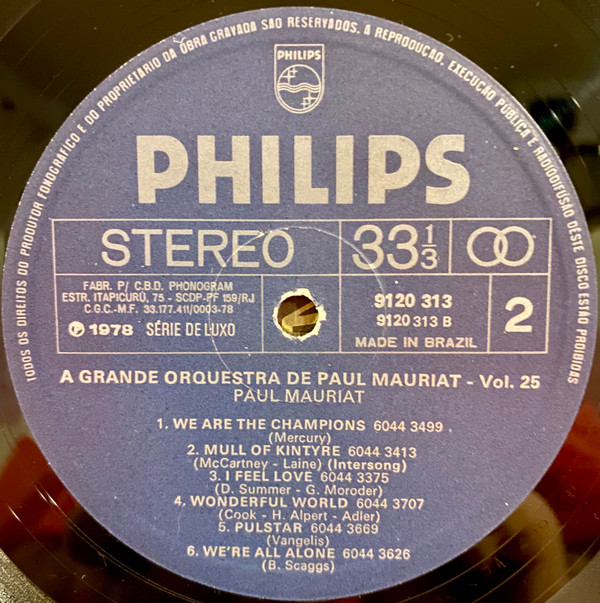 TODOS OS DIREITOS DO PRODUTOR FONOGRÁFICO E DO PROPRIETÁRIO DA OBRA GRAVADA SÃO RESERVADOS. A REPRODUÇÃO, EXECUÇÃO PÚBLICA E RADIODIFUSÃO DÊSTE DISCO ESTÃO PROIBIDAS
PHILIPS
PHILIPS
STEREO 33 1/3
FABR. P/ C.B.D. PHONOGRAM
ESTR. ITAPICURÚ, 75 - SCDP-PF 159/RJ
C.G.C.-M.F. 33.177.411/0003-78
℗ 1978 SÉRIE DE LUXO
9120 313
9120 313 B
MADE IN BRAZIL
2
A GRANDE ORQUESTRA DE PAUL MAURIAT - Vol. 25
PAUL MAURIAT
1. WE ARE THE CHAMPIONS 6044 3499
(Mercury)
2. MULL OF KINTYRE 6044 3413
(McCartney - Laine) (Intersong)
3. I FEEL LOVE 6044 3375
(D. Summer - G. Moroder)
4. WONDERFUL WORLD 6044 3707
(Cook - H. Alpert - Adler)
5. PULSTAR 6044 3669
(Vangelis)
6. WE'RE ALL ALONE 6044 3626
(B. Scaggs)